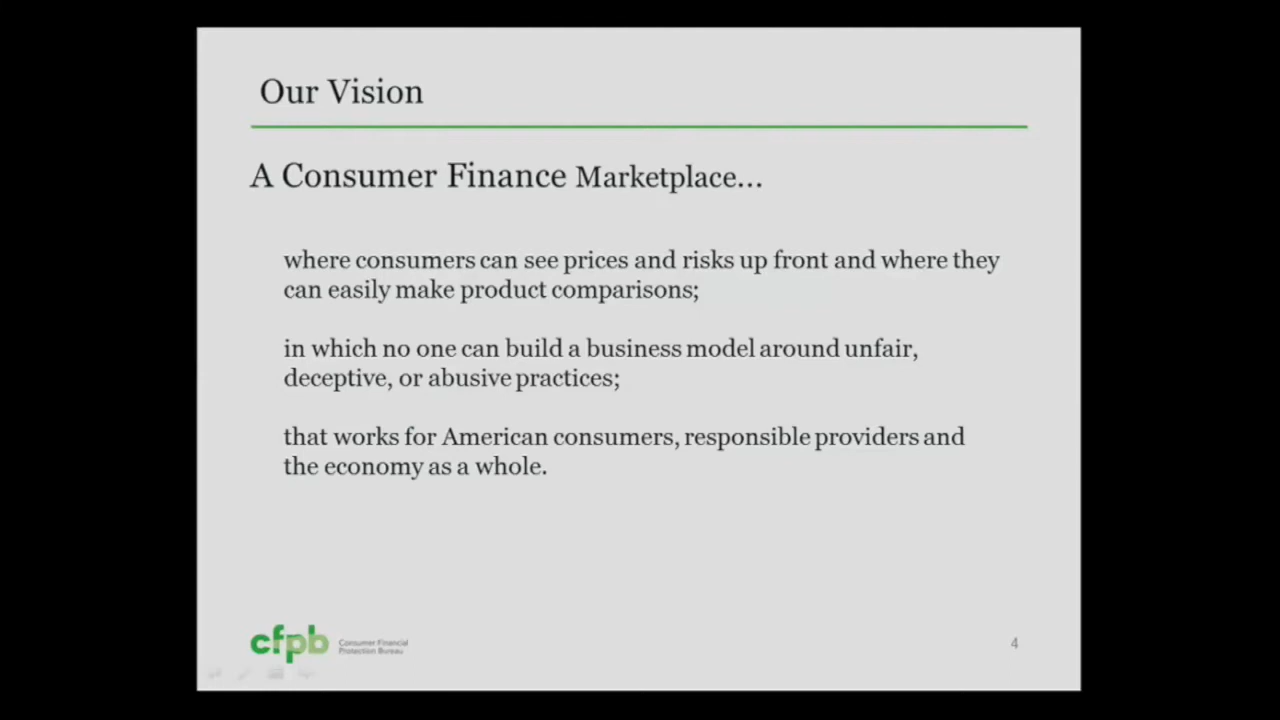 Our Vision
A Consumer Finance Marketplace...
where consumers can see prices and risks up front and where they
can easily make product comparisons;
in which no one can build a business model around unfair,
deceptive, or abusive practices;
that works for American consumers, responsible providers and
the economy as a whole.
cfpb
Consumer Financial
Protection Bureau
4